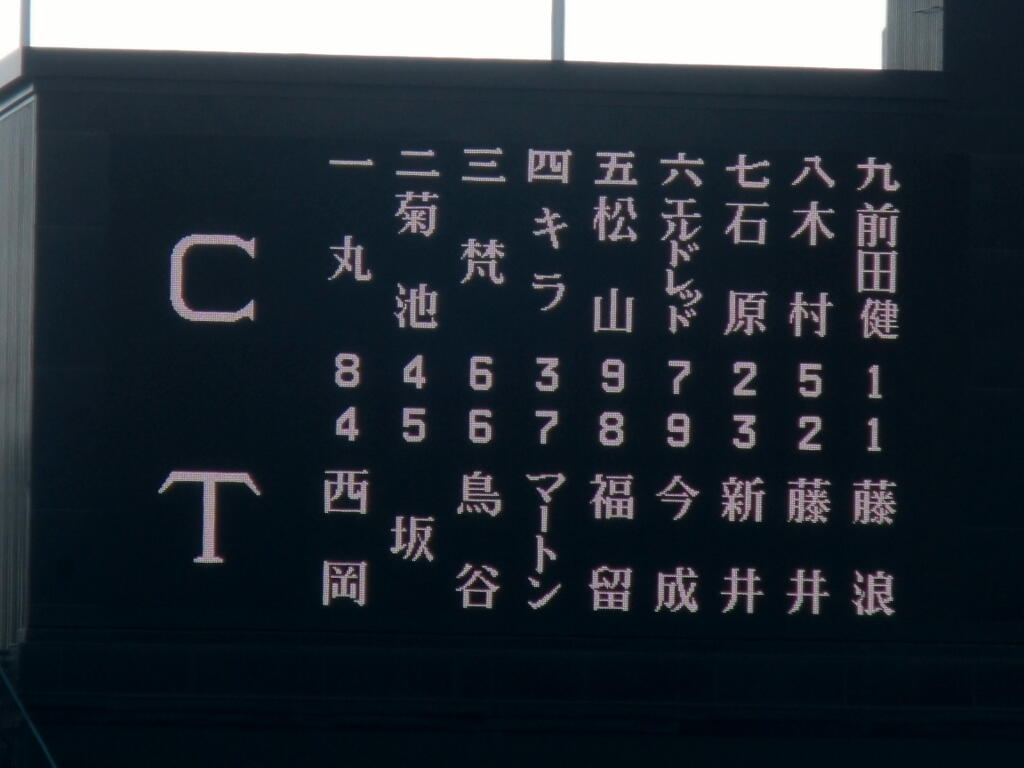 一 二 三 四 五 六 七 八 九
C 丸 菊池 梵 キラ 松山 エルドレッド 石原 木村 前田健
8 4 6 3 9 7 2 5 1
4 5 6 7 8 9 3 2 1
T 西岡 坂 鳥谷 マートン 福留 今成 新井 藤井 藤浪